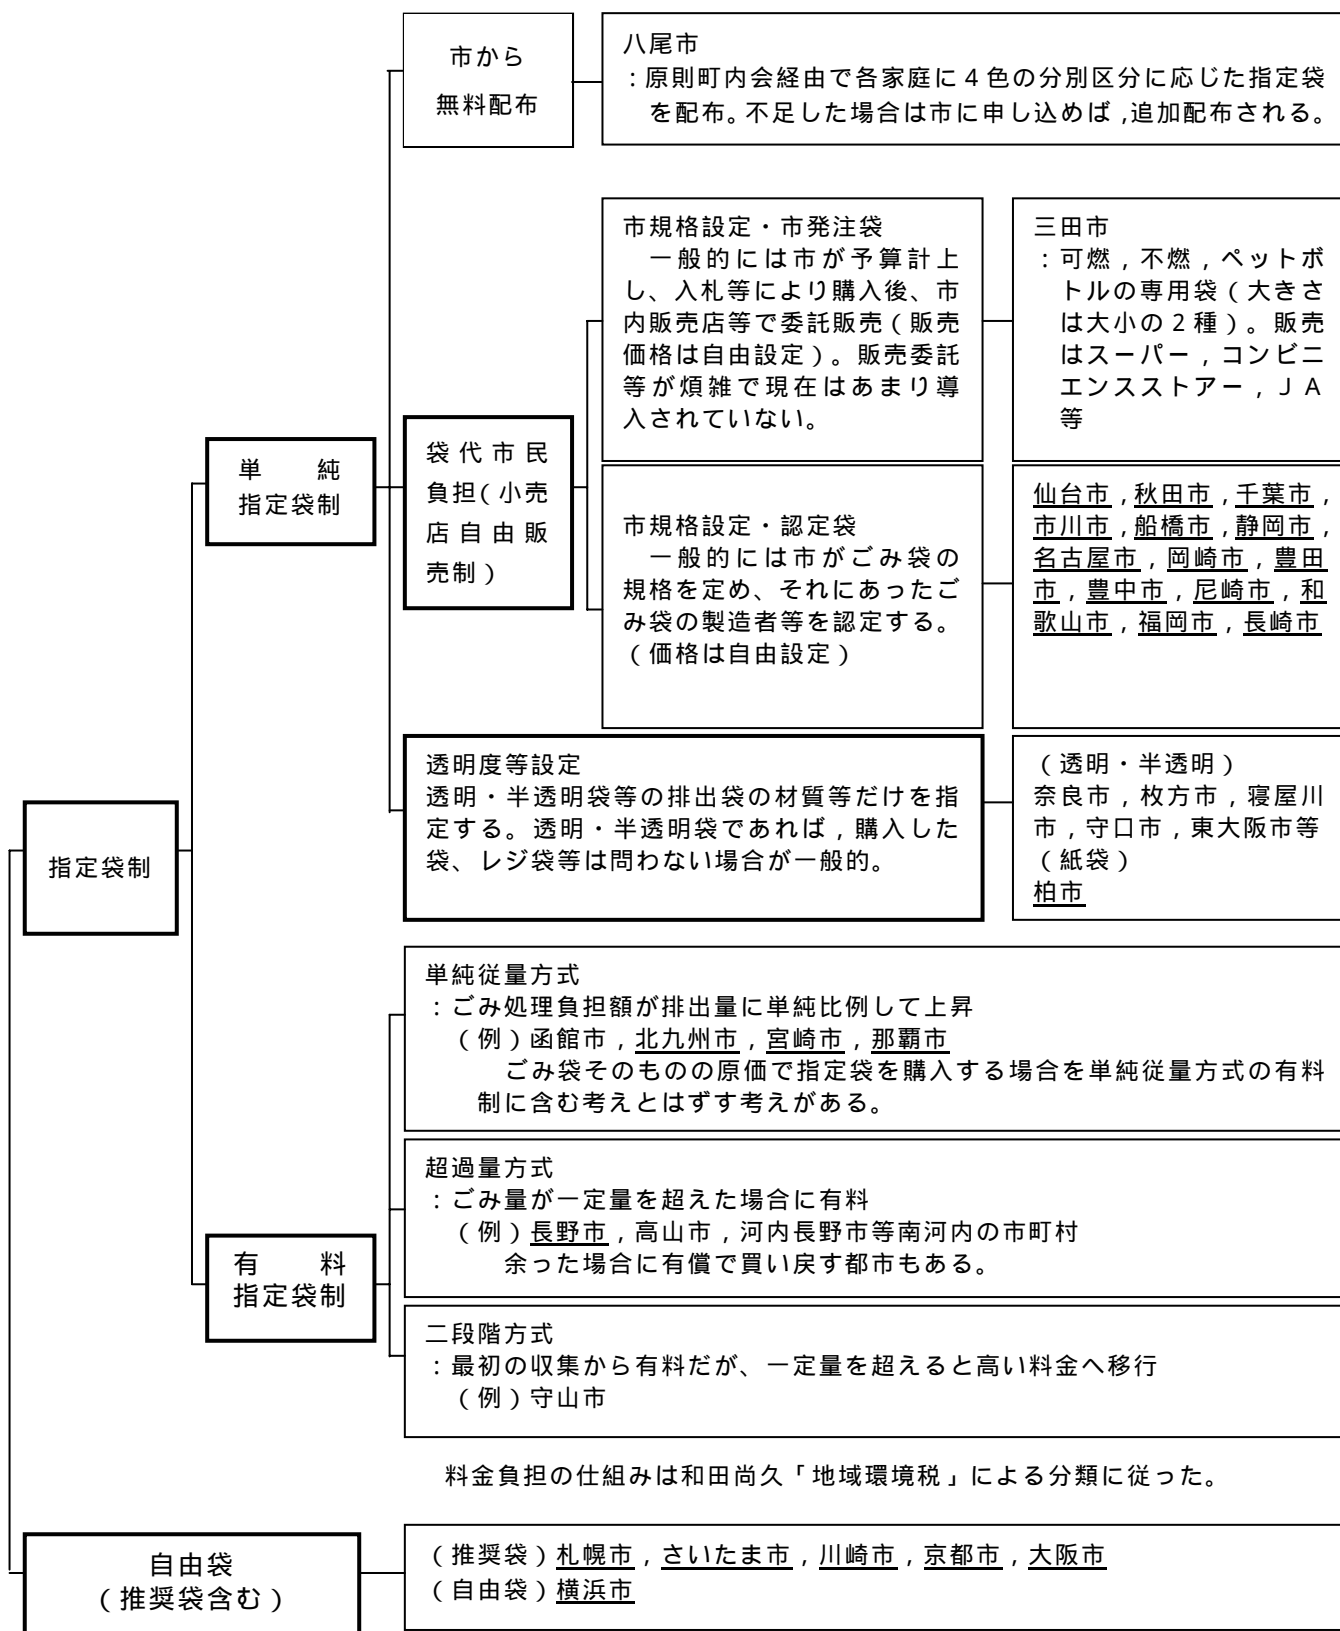 市から
無料配布
八尾市
：原則町内会経由で各家庭に４色の分別区分に応じた指定袋
を配布。不足した場合は市に申し込めば，追加配布される。
市規格設定・市発注袋
一般的には市が予算計上
し、入札等により購入後、市
内販売店等で委託販売（販売
価格は自由設定）。販売委託
等が煩雑で現在はあまり導
入されていない。
三田市
：可燃，不燃，ペットボ
トルの専用袋（大きさ
は大小の２種）。販売
はスーパー，コンビニ
エンスストアー，ＪＡ
等
単　　純
指定袋制
袋代市民
負担（小売
店自由販
売制）
市規格設定・認定袋
一般的には市がごみ袋の
規格を定め、それにあったご
み袋の製造者等を認定する。
（価格は自由設定）
仙台市，秋田市，千葉市，
市川市，船橋市，静岡市，
名古屋市，岡崎市，豊田
市，豊中市，尼崎市，和
歌山市，福岡市，長崎市
透明度等設定
透明・半透明袋等の排出袋の材質等だけを指
定する。透明・半透明袋であれば，購入した
袋、レジ袋等は問わない場合が一般的。
（透明・半透明）
奈良市，枚方市，寝屋川
市，守口市，東大阪市等
（紙袋）
柏市
指定袋制
単純従量方式
：ごみ処理負担額が排出量に単純比例して上昇
（例）函館市，北九州市，宮崎市，那覇市
ごみ袋そのものの原価で指定袋を購入する場合を単純従量方式の有料
制に含む考えとはずす考えがある。
超過量方式
：ごみ量が一定量を超えた場合に有料
（例）長野市，高山市，河内長野市等南河内の市町村
余った場合に有償で買い戻す都市もある。
有　　料
指定袋制
二段階方式
：最初の収集から有料だが、一定量を超えると高い料金へ移行
（例）守山市
料金負担の仕組みは和田尚久「地域環境税」による分類に従った。
自由袋
（推奨袋含む）
（推奨袋）札幌市，さいたま市，川崎市，京都市，大阪市
（自由袋）横浜市